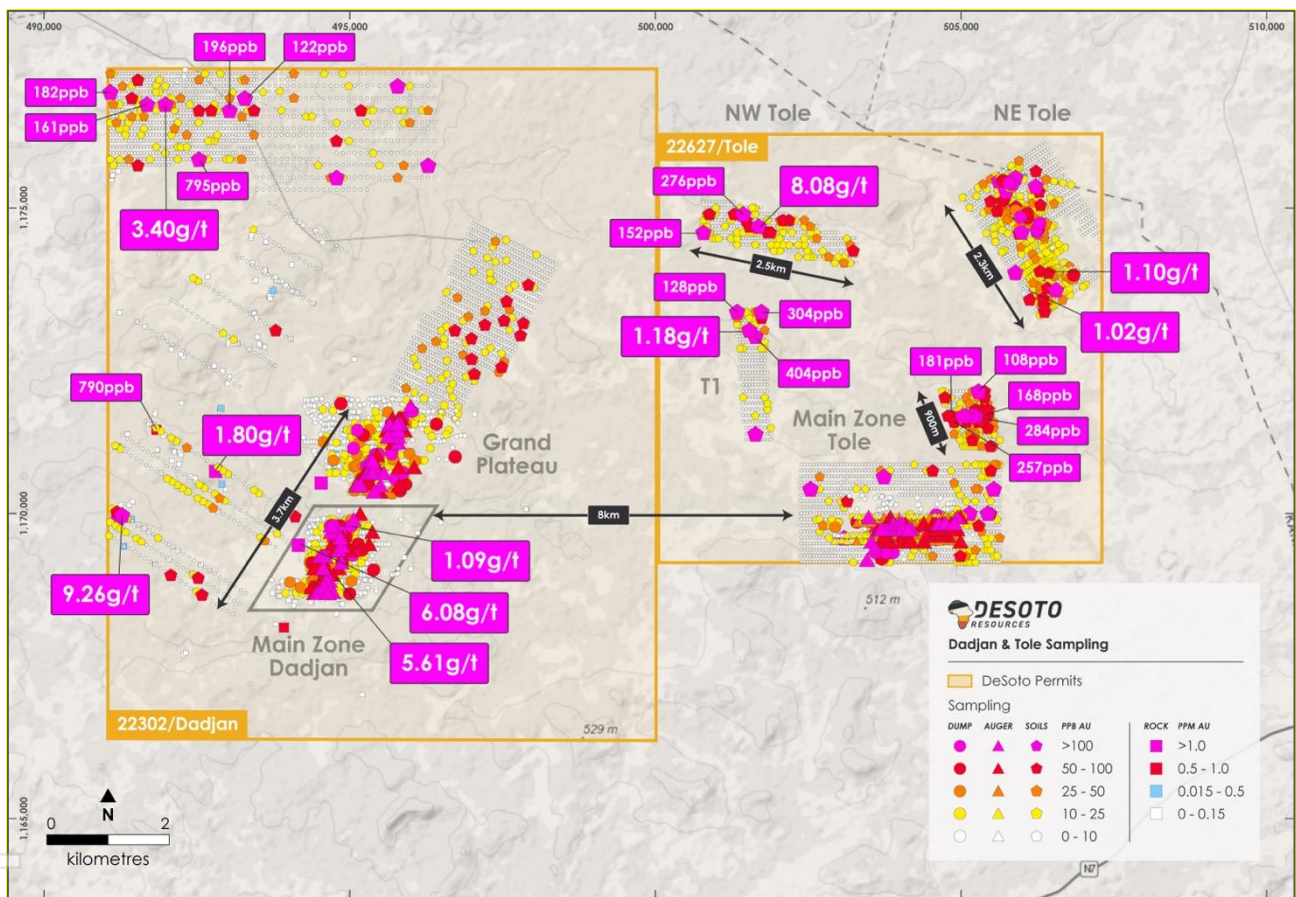 490,000
495,000
500,000
505,000
510,000
1,175,000
1,170,000
1,165,000
196ppb
122ppb
182ppb
161ppb
795ppb
3.40g/t
NW Tole
NE Tole
22627/Tole
276ppb
8.08g/t
152ppb
2.5km
2.3km
1.10g/t
1.02g/t
128ppb
304ppb
1.18g/t
404ppb
T1
181ppb
108ppb
168ppb
284ppb
257ppb
900m
Main Zone
Tole
790ppb
1.80g/t
Grand
Plateau
3.7km
8km
9.26g/t
1.09g/t
6.08g/t
5.61g/t
Main Zone
Dadjan
22302/Dadjan
529 m
512 m
N
0 2
kilometres
N7
DESOTO
RESOURCES
Dadjan & Tole Sampling
DeSoto Permits
Sampling
DUMP AUGER SOILS PPB AU ROCK PPM AU
>100 >1.0
50 - 100 0.5 - 1.0
25 - 50 0.015 - 0.5
10 - 25 0 - 0.15
0 - 10